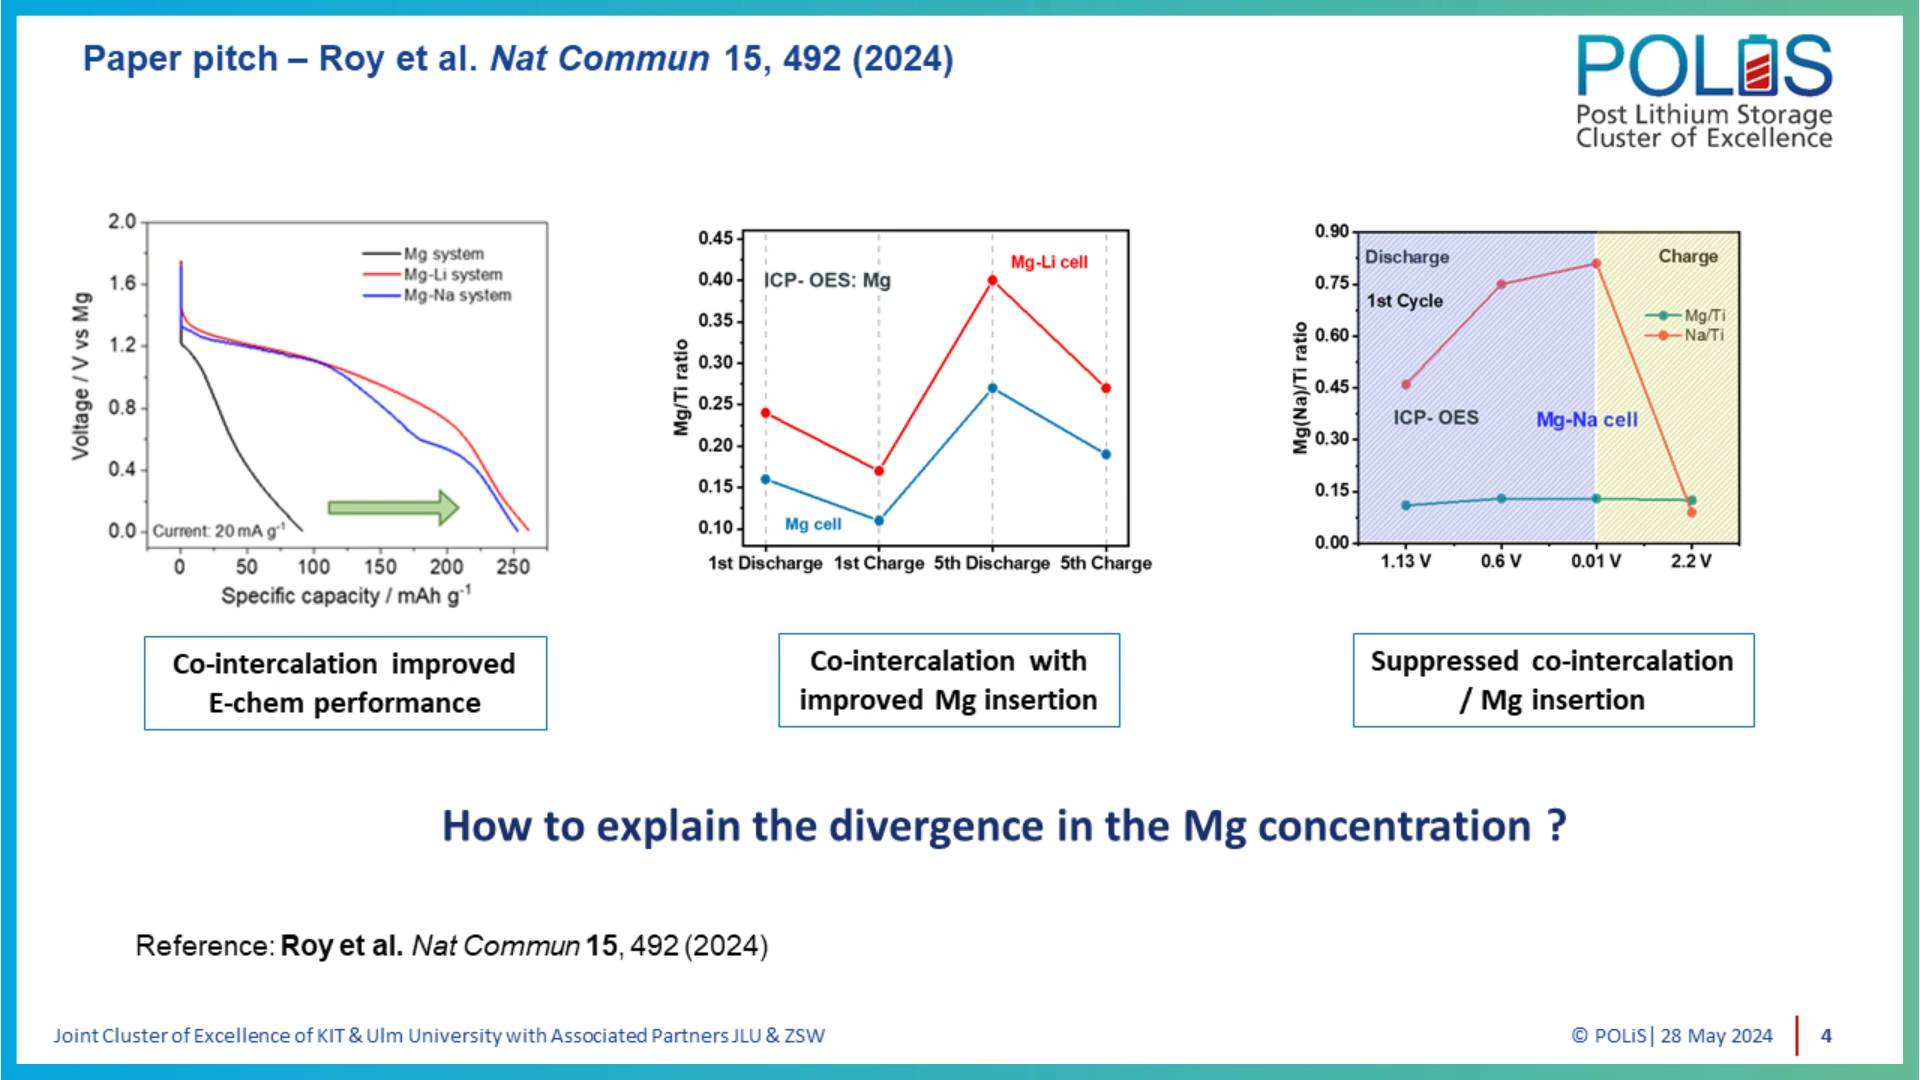 Paper pitch – Roy et al. Nat Commun 15, 492 (2024)
POLiS
Post Lithium Storage
Cluster of Excellence
2.0
1.6
1.2
0.8
0.4
0.0
Voltage / V vs Mg
Mg system
Mg-Li system
Mg-Na system
Current: 20 mA g-1
0 50 100 150 200 250
Specific capacity / mAh g-1
0.45
0.40
0.35
0.30
0.25
0.20
0.15
0.10
Mg/Ti ratio
ICP- OES: Mg
Mg-Li cell
Mg cell
1st Discharge 1st Charge 5th Discharge 5th Charge
0.90
0.75
0.60
0.45
0.30
0.15
0.00
Mg(Na)/Ti ratio
Discharge
Charge
1st Cycle
Mg/Ti
Na/Ti
ICP- OES
Mg-Na cell
1.13 V 0.6 V 0.01 V 2.2 V
Co-intercalation improved
E-chem performance
Co-intercalation with
improved Mg insertion
Suppressed co-intercalation
/ Mg insertion
How to explain the divergence in the Mg concentration ?
Reference: Roy et al. Nat Commun 15, 492 (2024)
Joint Cluster of Excellence of KIT & Ulm University with Associated Partners JLU & ZSW
© POLiS| 28 May 2024
4